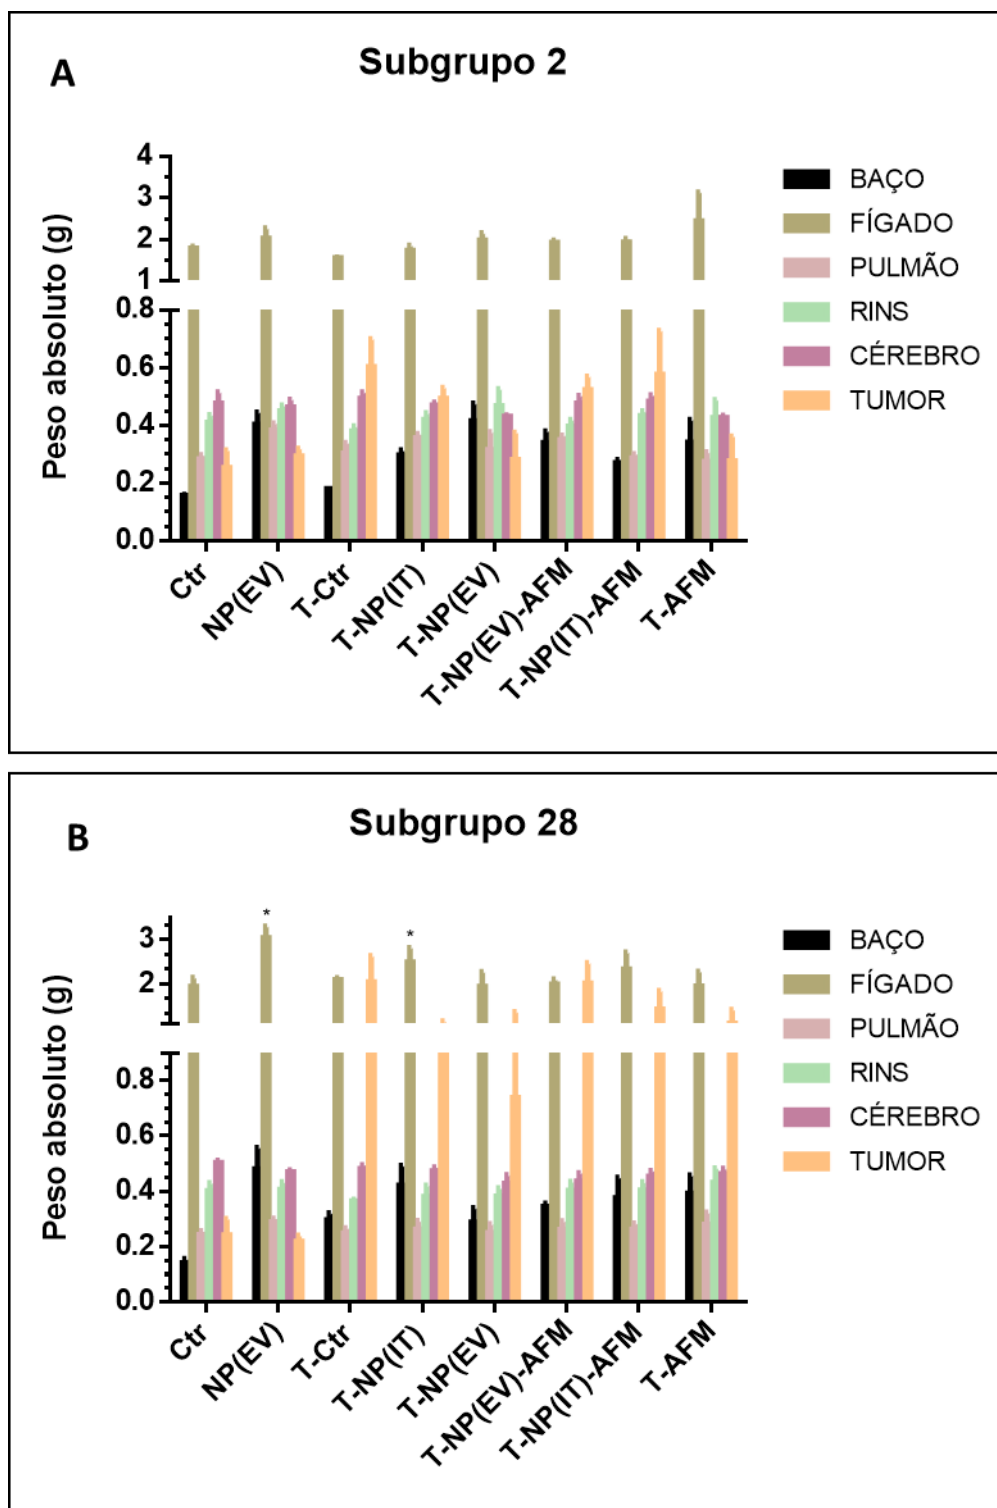 A
Subgrupo 2
Peso absoluto (g)
4
3
2
1
0.8
0.6
0.4
0.2
0.0
Ctr
NP(EV)
T-Ctr
T-NP(IT)
T-NP(EV)
T-NP(EV)-AFM
T-NP(IT)-AFM
T-AFM
BAÇO
FÍGADO
PULMÃO
RINS
CÉREBRO
TUMOR
B
Subgrupo 28
Peso absoluto (g)
3
2
0.8
0.6
0.4
0.2
0.0
*
*
Ctr
NP(EV)
T-Ctr
T-NP(IT)
T-NP(EV)
T-NP(EV)-AFM
T-NP(IT)-AFM
T-AFM
BAÇO
FÍGADO
PULMÃO
RINS
CÉREBRO
TUMOR